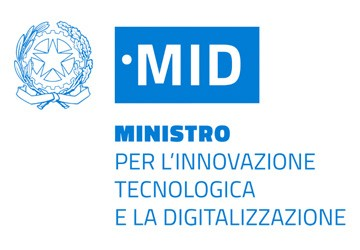 ·MID
MINISTRO
PER L'INNOVAZIONE
TECNOLOGICA
E LA DIGITALIZZAZIONE